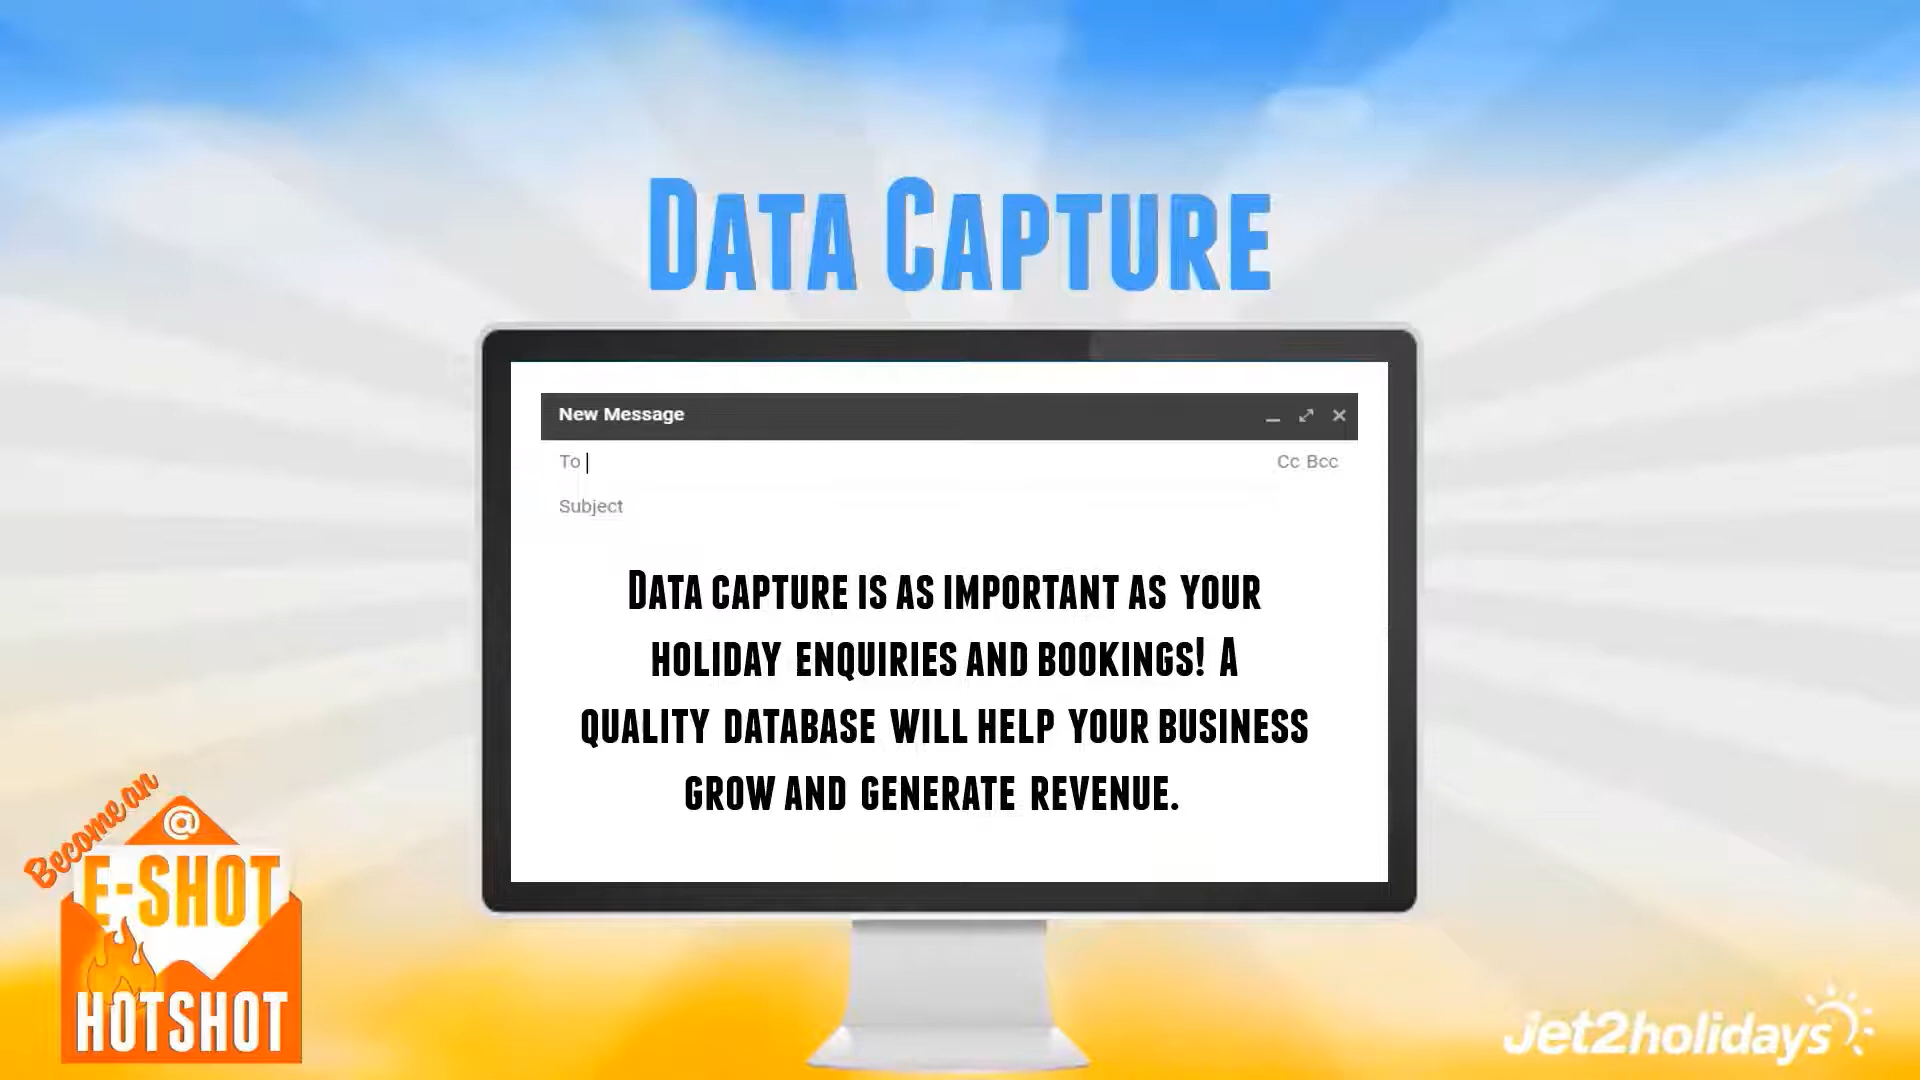 Data Capture
New Message
To
Cc Bcc
Subject
Data capture is as important as your
holiday enquiries and bookings! A
quality database will help your business
grow and generate revenue.
Become an
@
E-SHOT
HOTSHOT
Jet2holidays